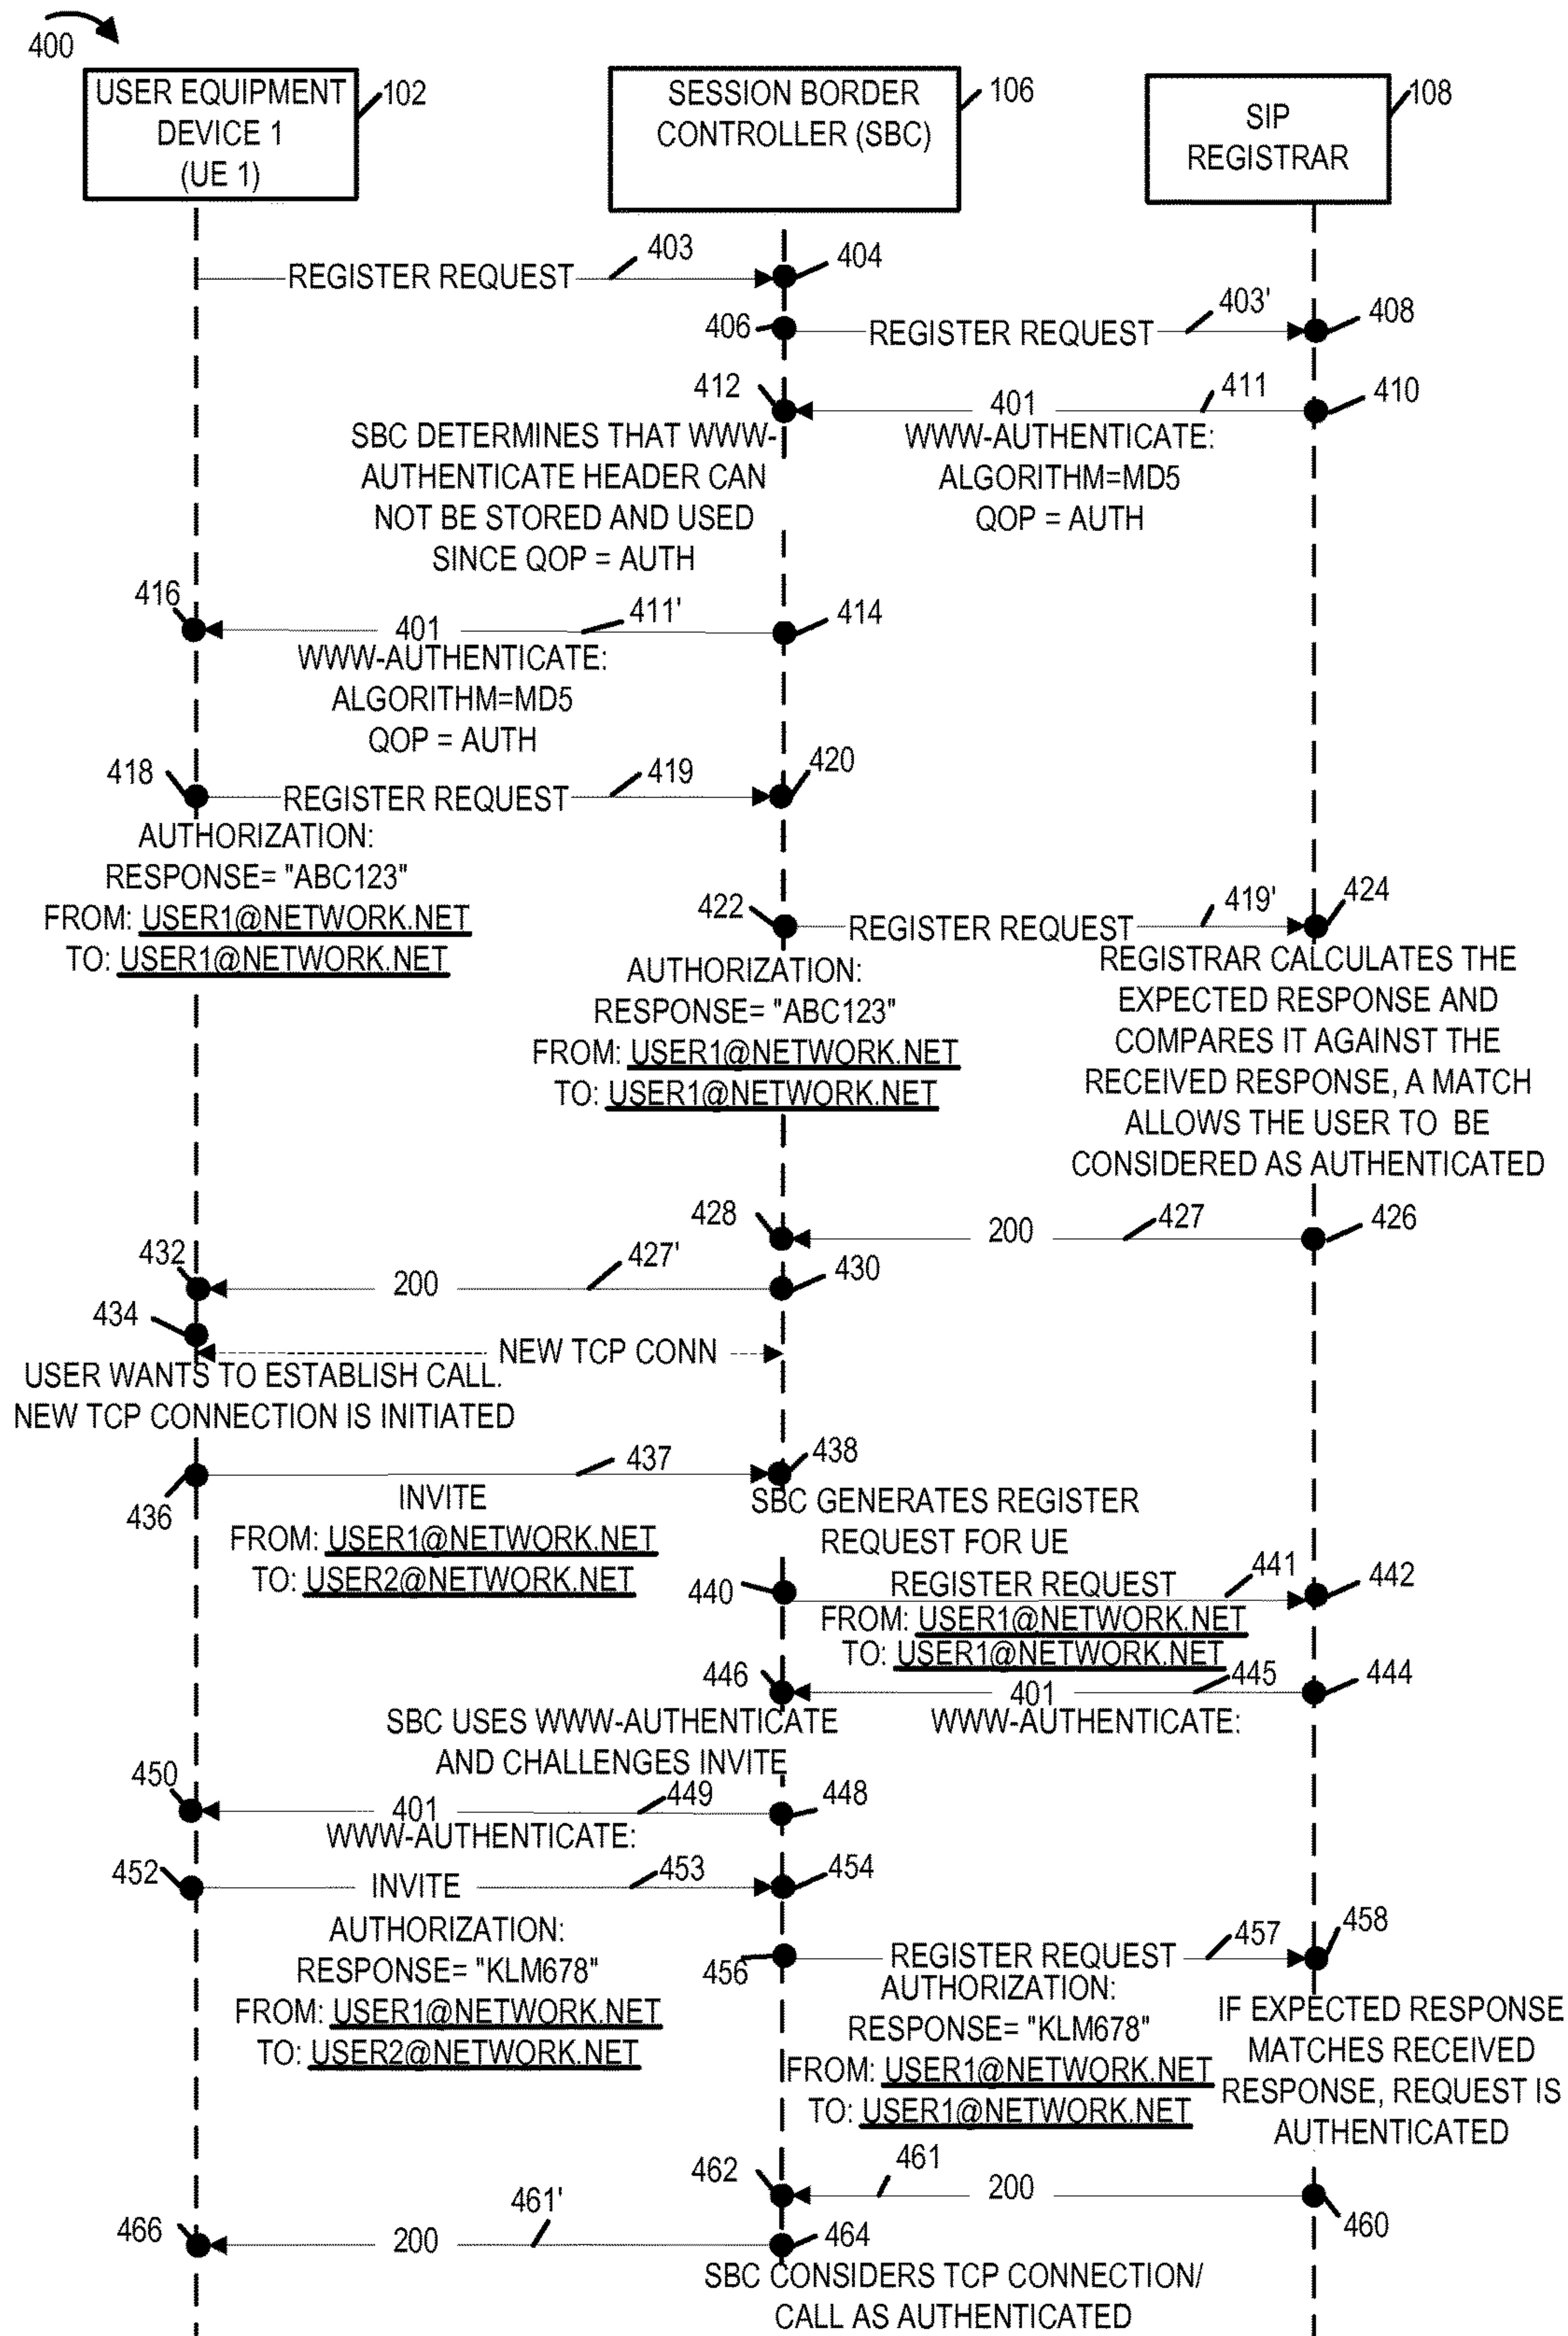 400
USER EQUIPMENT
DEVICE 1
(UE 1)
102
SESSION BORDER
CONTROLLER (SBC)
106
SIP
REGISTRAR
108
REGISTER REQUEST
403
404
406
REGISTER REQUEST
403'
408
412
401
411
410
SBC DETERMINES THAT WWW-
AUTHENTICATE HEADER CAN
NOT BE STORED AND USED
SINCE QOP = AUTH
WWW-AUTHENTICATE:
ALGORITHM=MD5
QOP = AUTH
416
401
411'
414
WWW-AUTHENTICATE:
ALGORITHM=MD5
QOP = AUTH
418
REGISTER REQUEST
419
420
AUTHORIZATION:
RESPONSE= "ABC123"
FROM: USER1@NETWORK.NET
TO: USER1@NETWORK.NET
422
REGISTER REQUEST
419'
424
AUTHORIZATION:
RESPONSE= "ABC123"
FROM: USER1@NETWORK.NET
TO: USER1@NETWORK.NET
REGISTRAR CALCULATES THE
EXPECTED RESPONSE AND
COMPARES IT AGAINST THE
RECEIVED RESPONSE, A MATCH
ALLOWS THE USER TO BE
CONSIDERED AS AUTHENTICATED
428
200
427
426
432
200
427'
430
434
NEW TCP CONN
USER WANTS TO ESTABLISH CALL.
NEW TCP CONNECTION IS INITIATED
436
437
438
INVITE
FROM: USER1@NETWORK.NET
TO: USER2@NETWORK.NET
SBC GENERATES REGISTER
REQUEST FOR UE
440
REGISTER REQUEST
441
442
FROM: USER1@NETWORK.NET
TO: USER1@NETWORK.NET
446
401
445
444
WWW-AUTHENTICATE:
SBC USES WWW-AUTHENTICATE
AND CHALLENGES INVITE
450
401
449
448
WWW-AUTHENTICATE:
452
INVITE
453
454
AUTHORIZATION:
RESPONSE= "KLM678"
FROM: USER1@NETWORK.NET
TO: USER2@NETWORK.NET
456
REGISTER REQUEST
457
458
AUTHORIZATION:
RESPONSE= "KLM678"
FROM: USER1@NETWORK.NET
TO: USER1@NETWORK.NET
IF EXPECTED RESPONSE
MATCHES RECEIVED
RESPONSE, REQUEST IS
AUTHENTICATED
462
461
200
460
466
200
461'
464
SBC CONSIDERS TCP CONNECTION/
CALL AS AUTHENTICATED